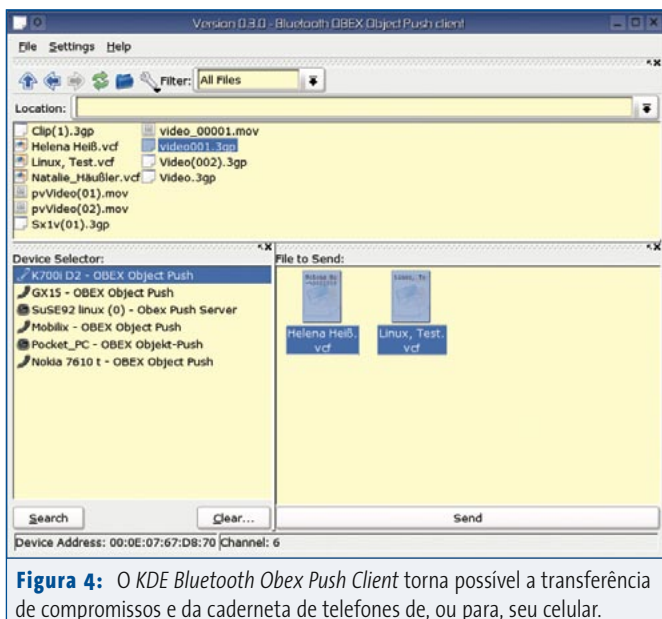 Version 0.9.0 - Bluetooth OBEX Object Push client
File Settings Help
Filter: All Files
Location:
Clip(1).3gp
Helena Heiß.vcf
Linux, Test.vcf
Natalie_Häußler.vcf
pvVideo(01).mov
pvVideo(02).mov
Sx1v(01).3gp
video_00001.mov
video001.3gp
Video(002).3gp
Video.3gp
Device Selector:
K700i D2 - OBEX Object Push
GX15 - OBEX Object Push
SuSE92 linux (0) - Obex Push Server
Mobilix - OBEX Object Push
Pocket_PC - OBEX Objekt-Push
Nokia 7610 t - OBEX Object Push
File to Send:
Helena Heiß.
vcf
Linux, Test.
vcf
Search Clear... Send
Device Address: 00:0E:07:67:D8:70 Channel: 6
Figura 4: O KDE Bluetooth Obex Push Client torna possível a transferência
de compromissos e da caderneta de telefones de, ou para, seu celular.